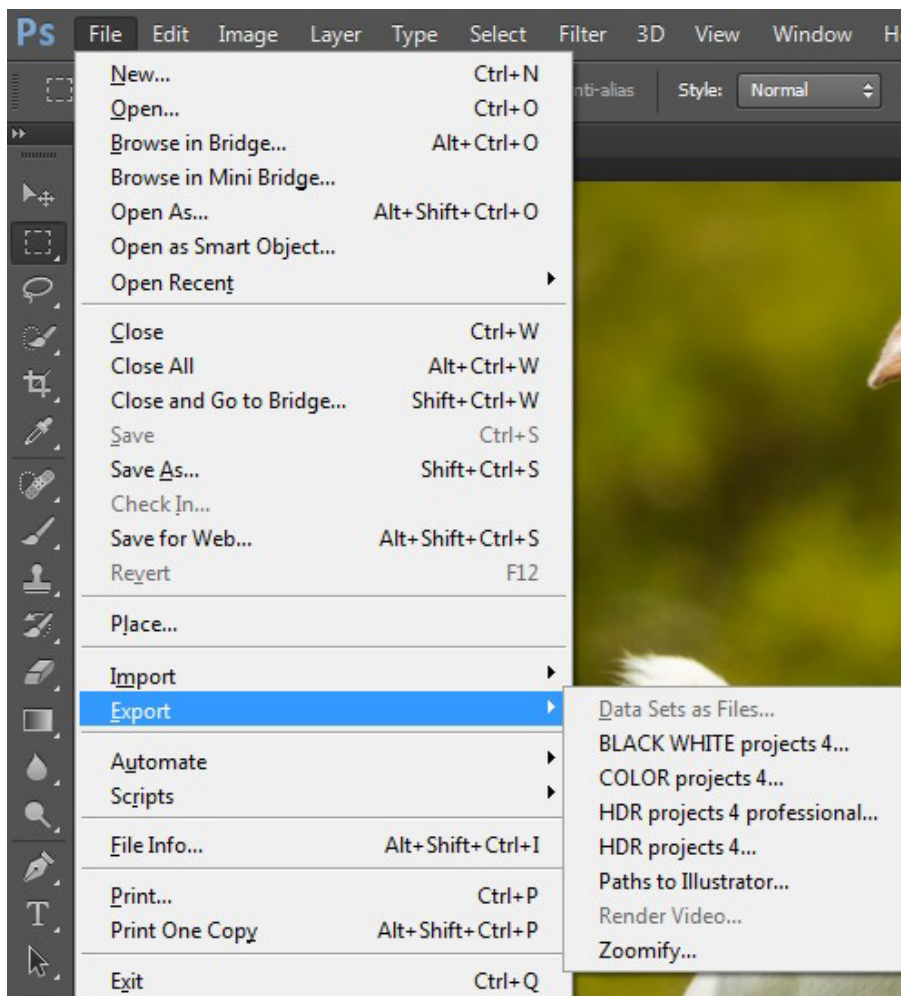 Ps File Edit Image Layer Type Select Filter 3D View Window
nti-alias Style: Normal
New... Ctrl+N
Open... Ctrl+O
Browse in Bridge... Alt+Ctrl+O
Browse in Mini Bridge...
Open As... Alt+Shift+Ctrl+O
Open as Smart Object...
Open Recent
Close Ctrl+W
Close All Alt+Ctrl+W
Close and Go to Bridge... Shift+Ctrl+W
Save Ctrl+S
Save As... Shift+Ctrl+S
Check In...
Save for Web... Alt+Shift+Ctrl+S
Revert F12
Place...
Import
Export
Automate
Scripts
File Info... Alt+Shift+Ctrl+I
Print... Ctrl+P
Print One Copy Alt+Shift+Ctrl+P
Exit Ctrl+Q
Data Sets as Files...
BLACK WHITE projects 4...
COLOR projects 4...
HDR projects 4 professional...
HDR projects 4...
Paths to Illustrator...
Render Video...
Zoomify...